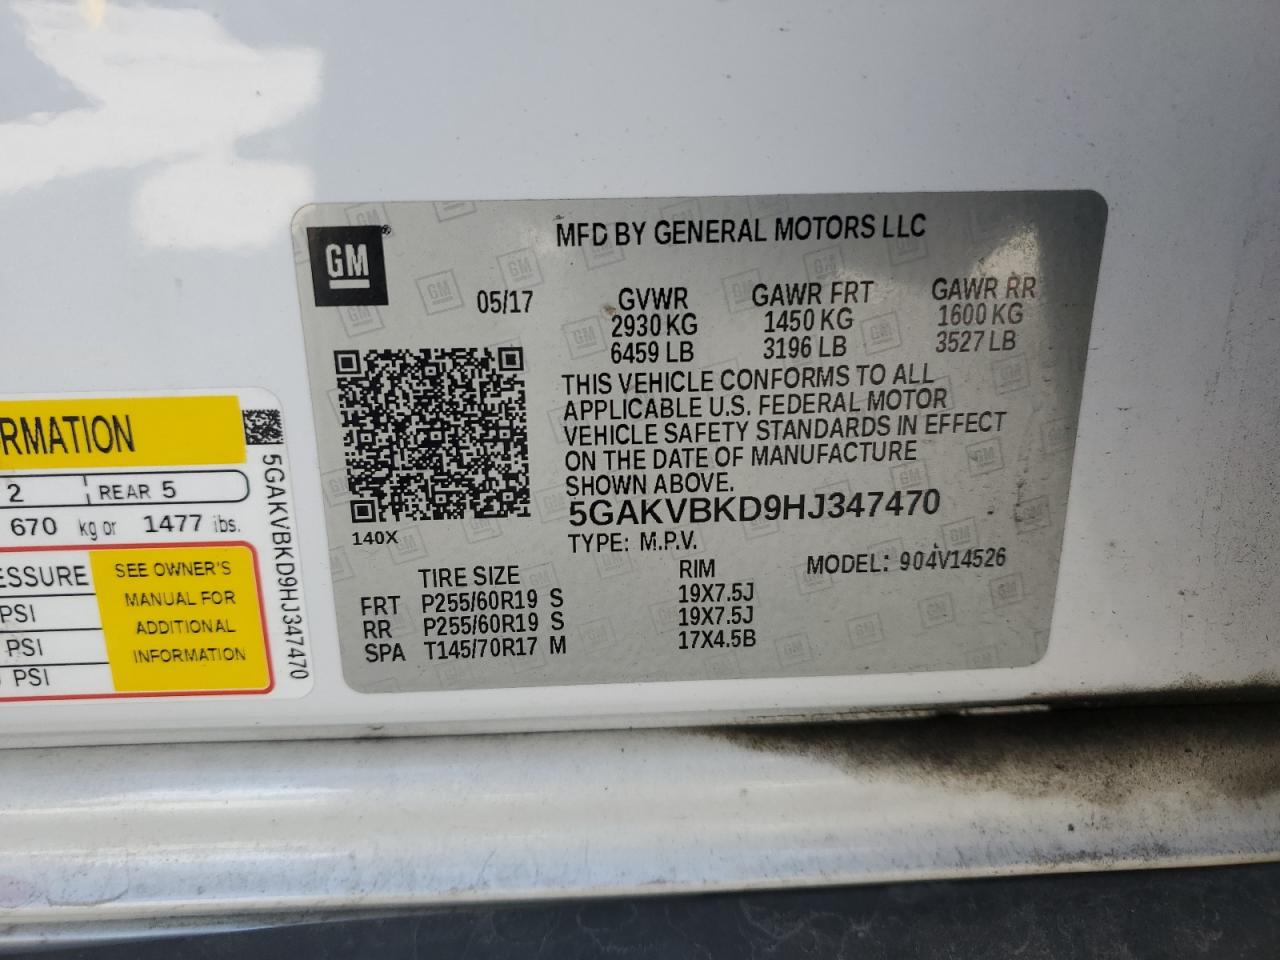 GM
®
MFD BY GENERAL MOTORS LLC
05/17
GVWR GAWR FRT GAWR RR
2930 KG 1450 KG 1600 KG
6459 LB 3196 LB 3527 LB
THIS VEHICLE CONFORMS TO ALL
APPLICABLE U.S. FEDERAL MOTOR
VEHICLE SAFETY STANDARDS IN EFFECT
ON THE DATE OF MANUFACTURE
SHOWN ABOVE.
5GAKVBKD9HJ347470
140X
TYPE: M.P.V. MODEL: 904V14526
TIRE SIZE RIM
FRT P255/60R19 S 19X7.5J
RR P255/60R19 S 19X7.5J
SPA T145/70R17 M 17X4.5B
RMATION
2 REAR 5
670 kg or 1477 lbs.
ESSURE
PSI
PSI
PSI
SEE OWNER'S
MANUAL FOR
ADDITIONAL
INFORMATION
5GAKVBKD9HJ347470